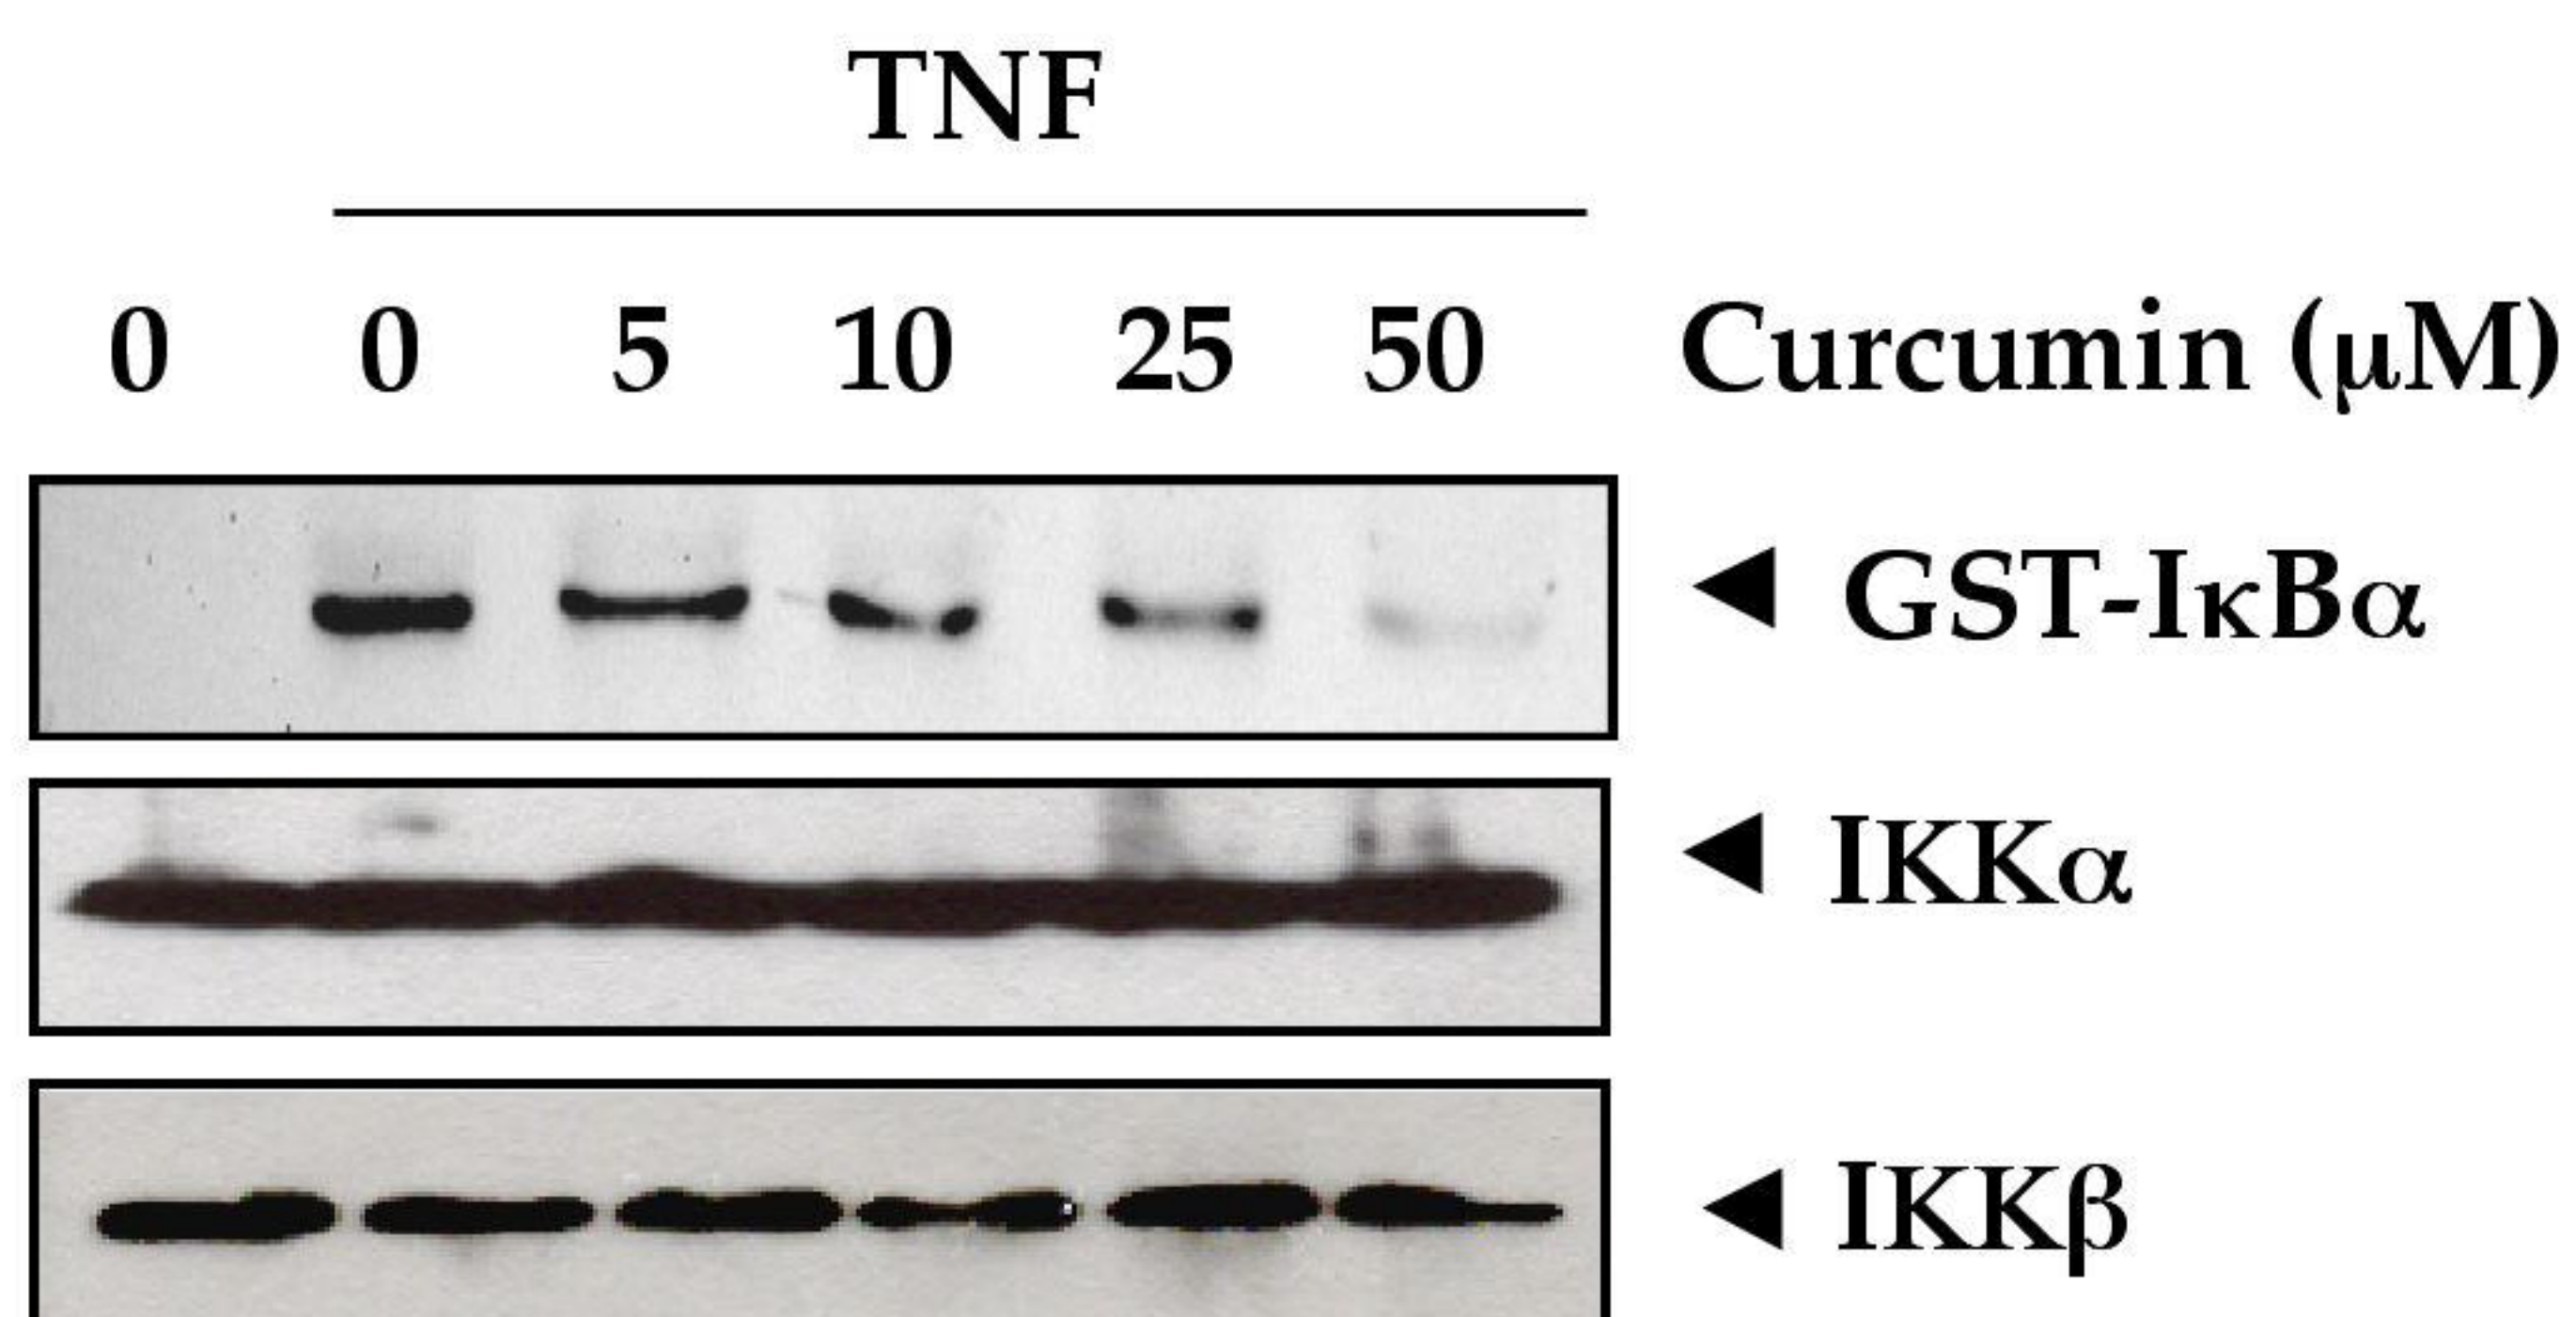 TNF
0 0 5 10 25 50 Curcumin (μM)
GST-IκBα
IKKα
IKKβ